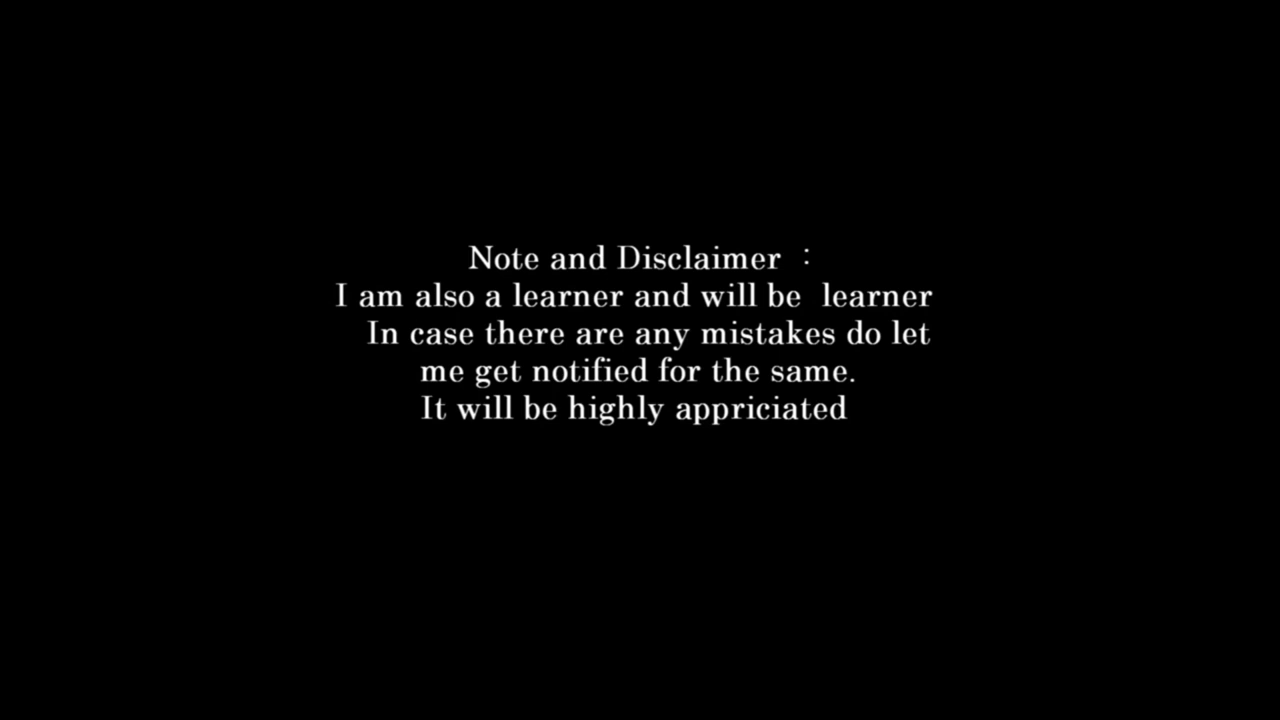 Note and Disclaimer :
I am also a learner and will be learner
In case there are any mistakes do let
me get notified for the same.
It will be highly appriciated